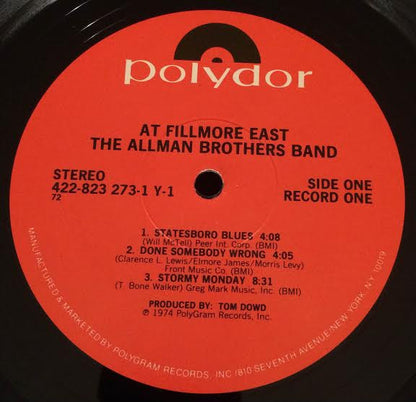 polydor
AT FILLMORE EAST
THE ALLMAN BROTHERS BAND
STEREO
422-823 273-1 Y-1
72
SIDE ONE
RECORD ONE
1. STATESBORO BLUES 4:08
(Will McTell) Peer Int. Corp. (BMI)
2. DONE SOMEBODY WRONG 4:05
(Clarence L. Lewis/Elmore James/Morris Levy)
Front Music Co. (BMI)
3. STORMY MONDAY 8:31
(T. Bone Walker) Greg Mark Music, Inc. (BMI)
PRODUCED BY: TOM DOWD
℗ 1974 PolyGram Records, Inc.
MANUFACTURED & MARKETED BY POLYGRAM RECORDS, INC./810 SEVENTH AVENUE/NEW YORK, N.Y. 10019